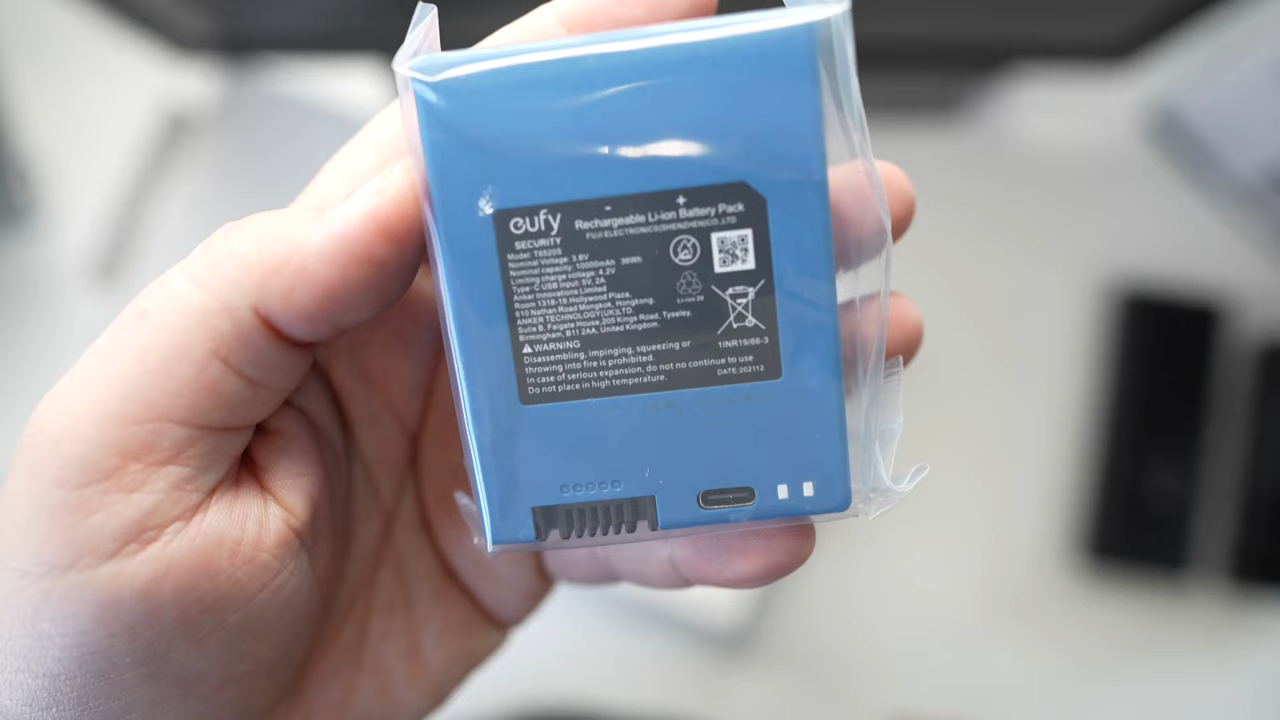 eufy
SECURITY
- +
Rechargeable Li-ion Battery Pack
FUJI ELECTRONICS(SHENZHEN)CO.,LTD
Model: T8520S
Nominal Voltage: 3.6V
Nominal capacity: 10000mAh 36Wh
Limiting charge voltage: 4.2V
Type-C USB Input: 5V, 2A
Anker Innovations Limited
Room 1318-19,Hollywood Plaza,
610 Nathan Road Mongkok, Hongkong.
ANKER TECHNOLOGY(UK)LTD.
Suite B, Faigate House,205 Kings Road, Tyseley,
Birmingham, B11 2AA, United Kingdom.
Li-ion 20
1INR19/66-3
WARNING
Disassembling, impinging, squeezing or
throwing into fire is prohibited.
In case of serious expansion, do not no continue to use
Do not place in high temperature.
DATE:202112